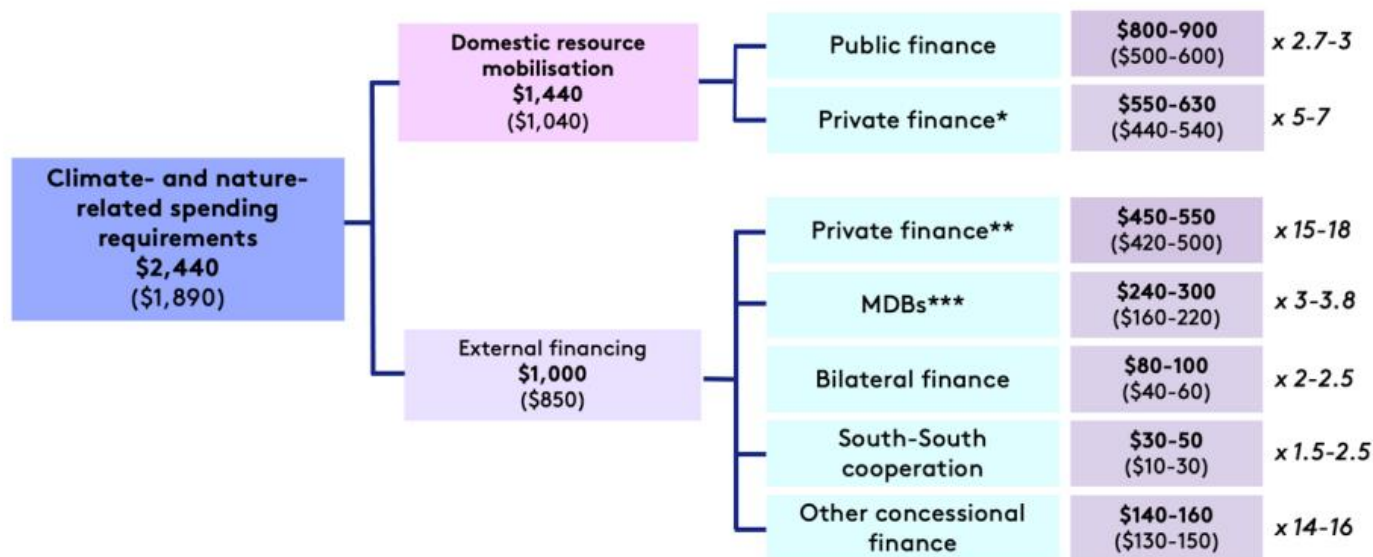 Climate- and nature-
related spending
requirements
$2,440
($1,890)
Domestic resource
mobilisation
$1,440
($1,040)
Public finance
$800-900
($500-600)
x 2.7-3
Private finance*
$550-630
($440-540)
x 5-7
External financing
$1,000
($850)
Private finance**
$450-550
($420-500)
x 15-18
MDBs***
$240-300
($160-220)
x 3-3.8
Bilateral finance
$80-100
($40-60)
x 2-2.5
South-South
cooperation
$30-50
($10-30)
x 1.5-2.5
Other concessional
finance
$140-160
($130-150)
x 14-16